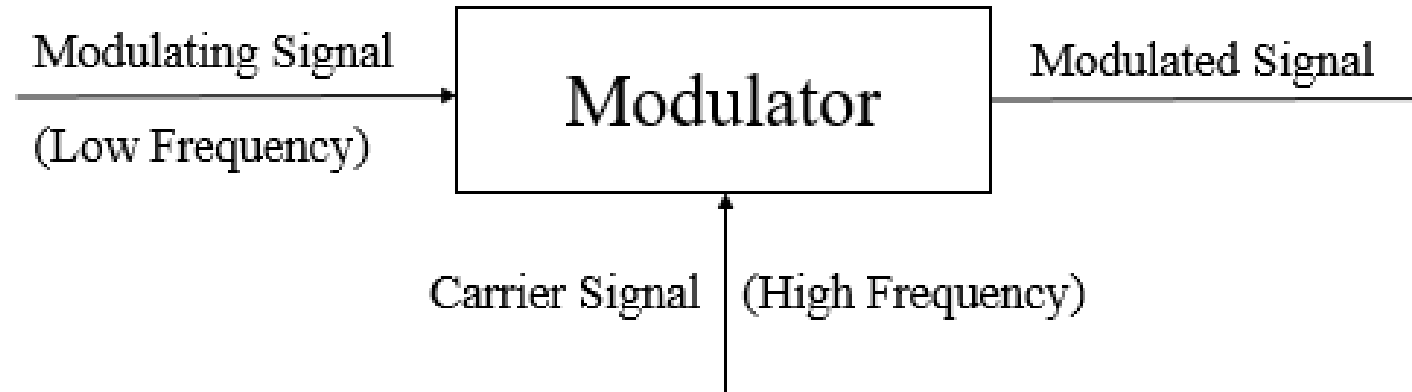 Modulating Signal
(Low Frequency)
Modulator
Modulated Signal
Carrier Signal
(High Frequency)